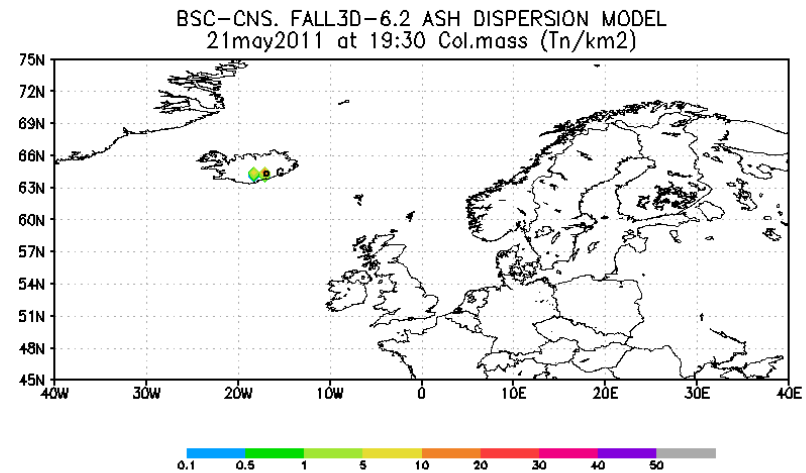 BSC-CNS. FALL3D-6.2 ASH DISPERSION MODEL
21may2011 at 19:30 Col.mass (Tn/km2)
75N
72N
69N
66N
63N
60N
57N
54N
51N
48N
45N
40W 30W 20W 10W 0 10E 20E 30E 40E
0.1 0.5 1 5 10 20 30 40 50